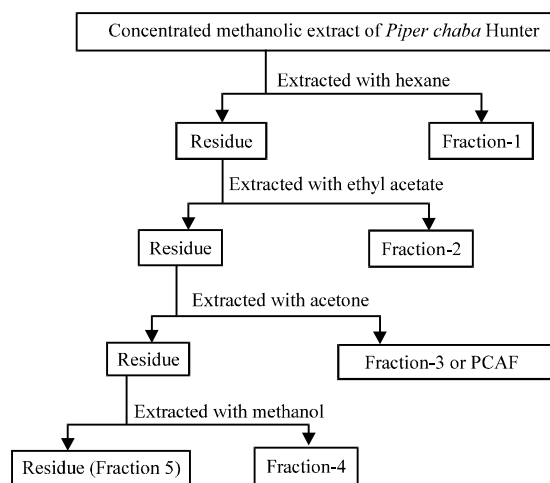 Concentrated methanolic extract of Piper chaba Hunter
Extracted with hexane
Residue
Fraction-1
Extracted with ethyl acetate
Residue
Fraction-2
Extracted with acetone
Residue
Fraction-3 or PCAF
Extracted with methanol
Residue (Fraction 5)
Fraction-4